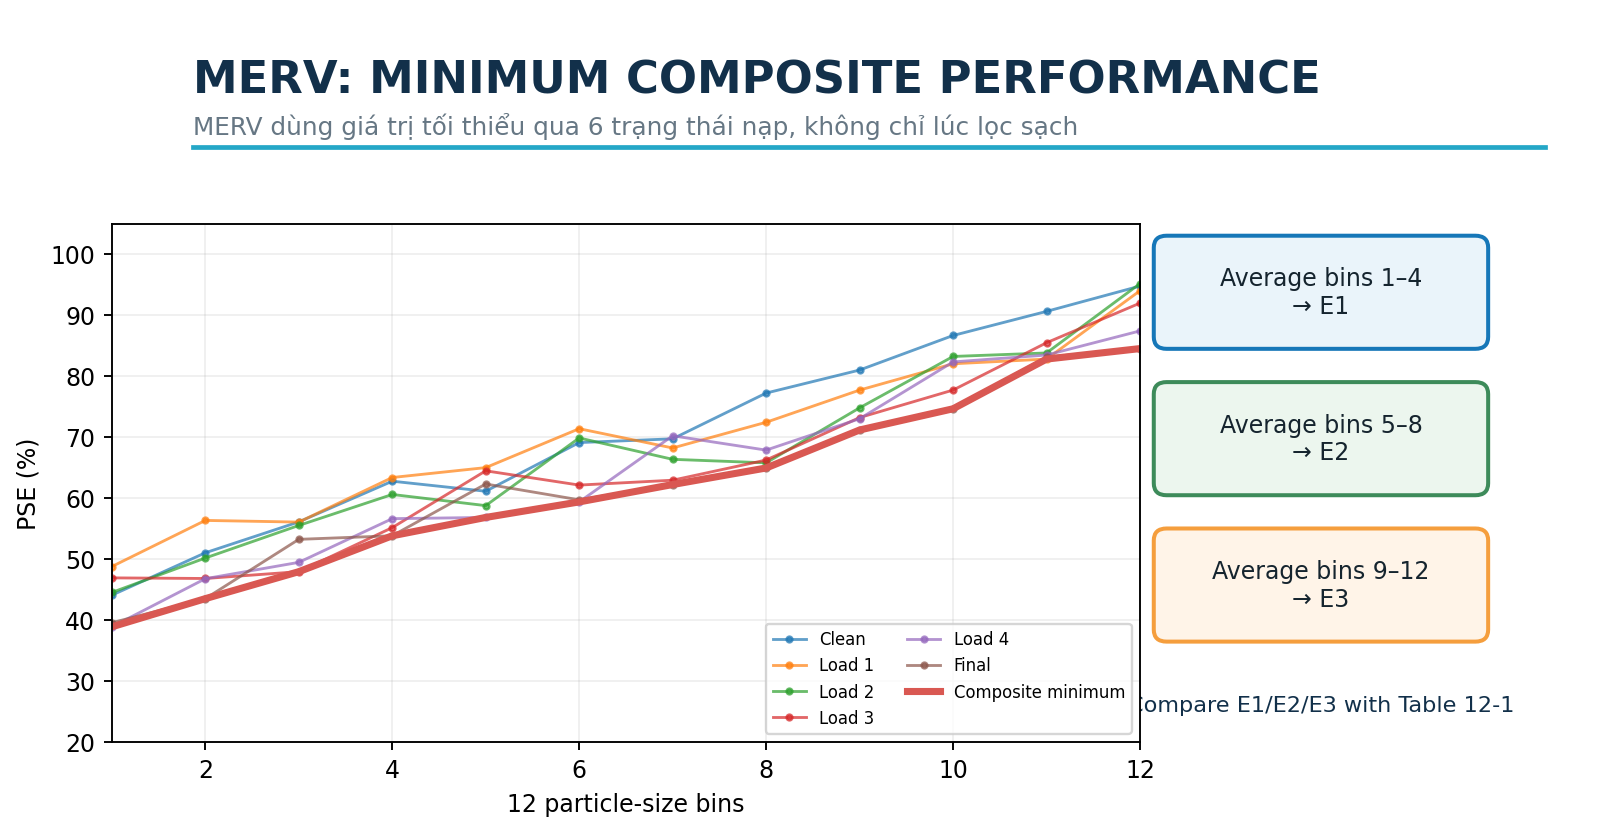 MERV: MINIMUM COMPOSITE PERFORMANCE
MERV dùng giá trị tối thiểu qua 6 trạng thái nạp, không chỉ lúc lọc sạch
PSE (%)
100
90
80
70
60
50
40
30
20
2
4
6
8
10
12
12 particle-size bins
Clean
Load 1
Load 2
Load 3
Load 4
Final
Composite minimum
Average bins 1–4
→ E1
Average bins 5–8
→ E2
Average bins 9–12
→ E3
Compare E1/E2/E3 with Table 12-1